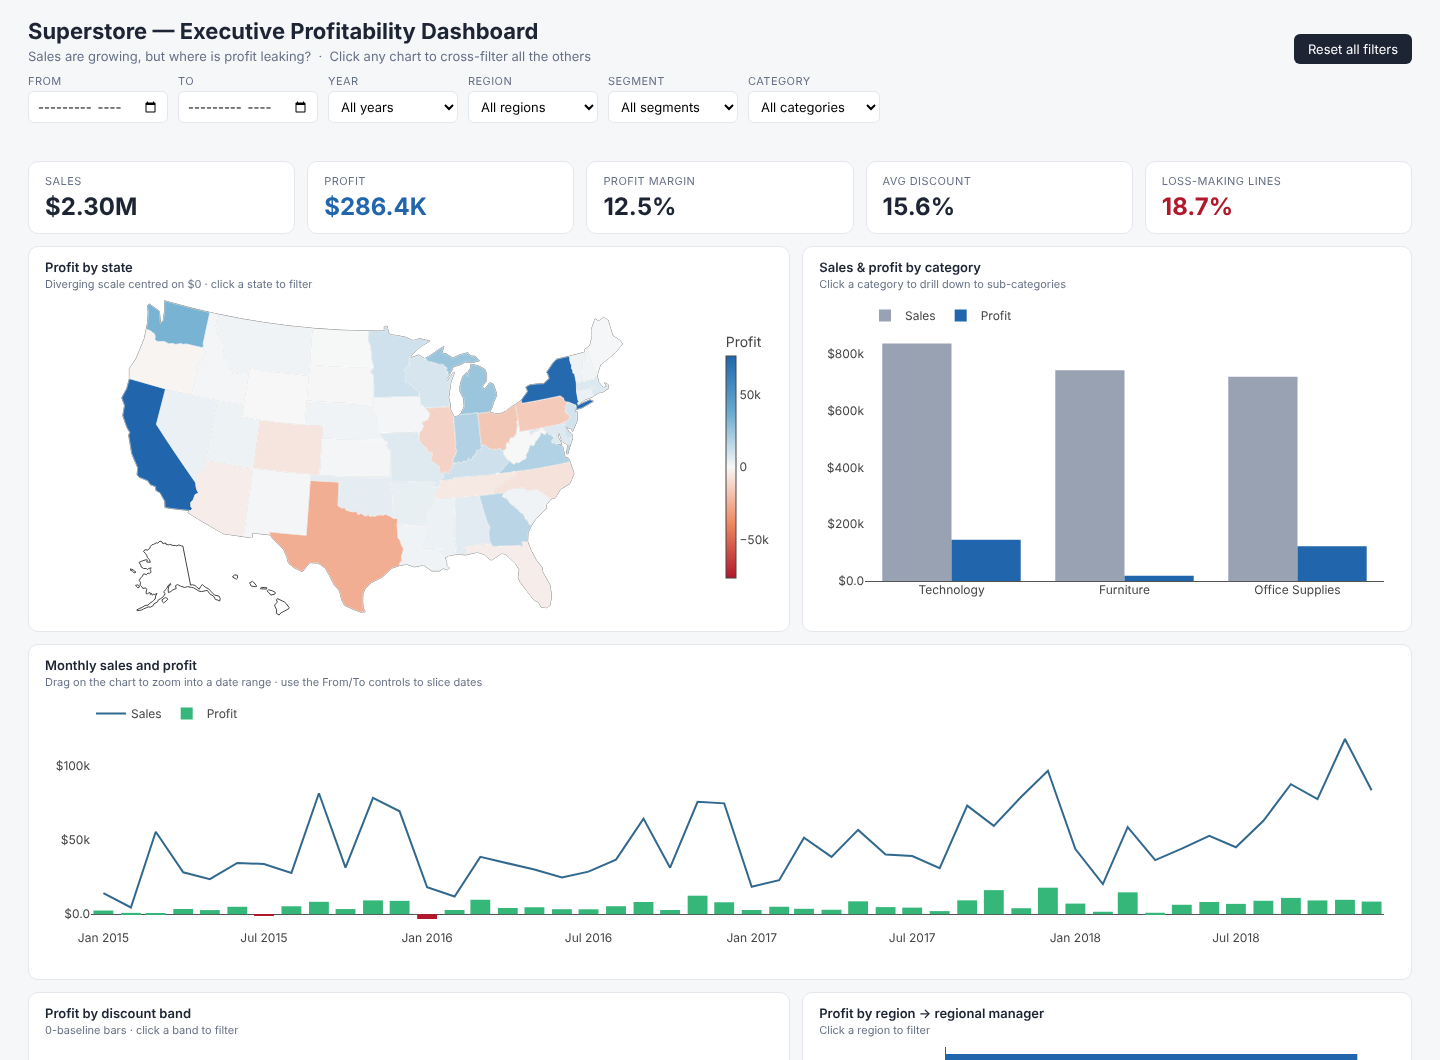 Superstore — Executive Profitability Dashboard
Sales are growing, but where is profit leaking? · Click any chart to cross-filter all the others
Reset all filters
FROM
TO
YEAR
REGION
SEGMENT
CATEGORY
--------- ----
--------- ----
All years
All regions
All segments
All categories
SALES
$2.30M
PROFIT
$286.4K
PROFIT MARGIN
12.5%
AVG DISCOUNT
15.6%
LOSS-MAKING LINES
18.7%
Profit by state
Diverging scale centred on $0 · click a state to filter
Profit
50k
0
−50k
Sales & profit by category
Click a category to drill down to sub-categories
Sales
Profit
$800k
$600k
$400k
$200k
$0.0
Technology
Furniture
Office Supplies
Monthly sales and profit
Drag on the chart to zoom into a date range · use the From/To controls to slice dates
Sales
Profit
$100k
$50k
$0.0
Jan 2015
Jul 2015
Jan 2016
Jul 2016
Jan 2017
Jul 2017
Jan 2018
Jul 2018
Profit by discount band
0-baseline bars · click a band to filter
Profit by region → regional manager
Click a region to filter